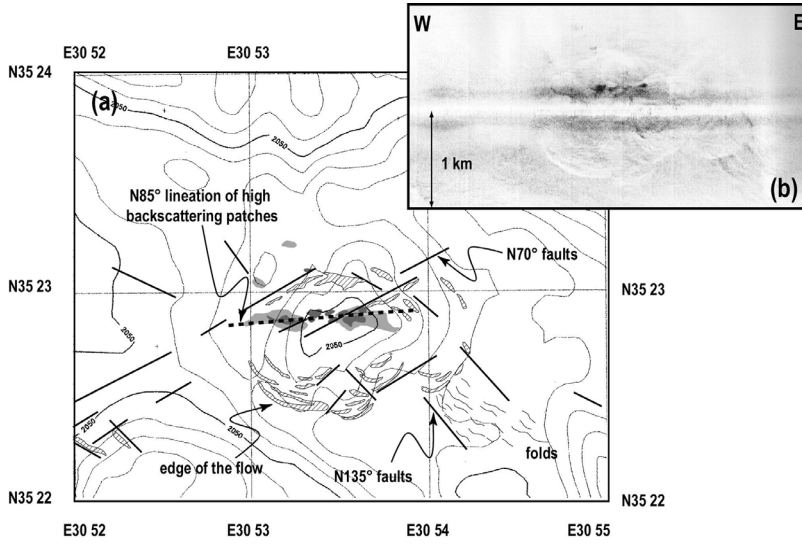 E30 52
E30 53
W
E
N35 24
(a)
2050
1 km
(b)
N85° lineation of high
backscattering patches
N70° faults
N35 23
N35 23
2050
2050
2050
2050
edge of the flow
N135° faults
folds
N35 22
N35 22
E30 52
E30 53
E30 54
E30 55